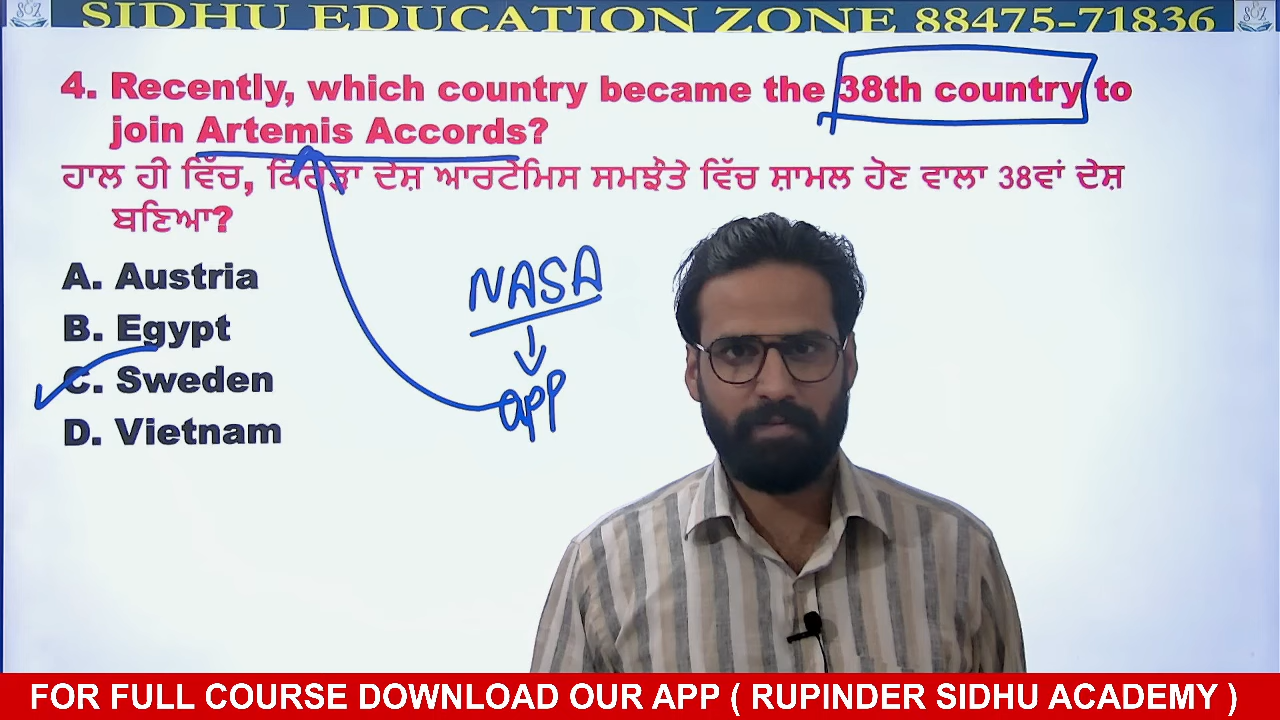 SIDHU EDUCATION ZONE 88475-71836
4. Recently, which country became the 38th country to
join Artemis Accords?
ਹਾਲ ਹੀ ਵਿੱਚ, ਕਿਹੜਾ ਦੇਸ਼ ਆਰਟੇਮਿਸ ਸਮਝੌਤੇ ਵਿੱਚ ਸ਼ਾਮਲ ਹੋਣ ਵਾਲਾ 38ਵਾਂ ਦੇਸ਼
ਬਣਿਆ?
A. Austria
B. Egypt
C. Sweden
D. Vietnam
NASA
app
FOR FULL COURSE DOWNLOAD OUR APP ( RUPINDER SIDHU ACADEMY )